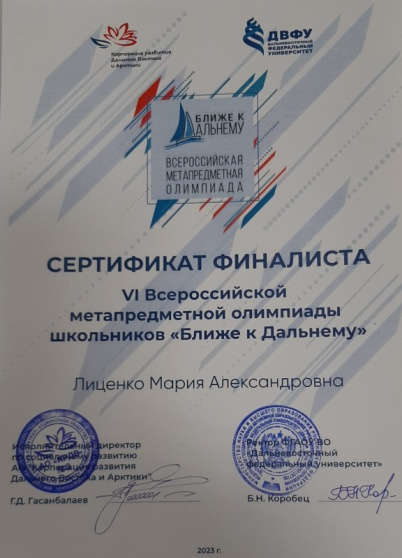 Корпорация развития
Дальнего Востока
и Арктики
ДВФУ
ДАЛЬНЕВОСТОЧНЫЙ
ФЕДЕРАЛЬНЫЙ
УНИВЕРСИТЕТ
БЛИЖЕ К
ДАЛЬНЕМУ
ВСЕРОССИЙСКАЯ
МЕТАПРЕДМЕТНАЯ
ОЛИМПИАДА
СЕРТИФИКАТ ФИНАЛИСТА
VI Всероссийской
метапредметной олимпиады
школьников «Ближе к Дальнему»
Лиценко Мария Александровна
Исполнительный директор
по социальному развитию
АО "Корпорация развития
Дальнего Востока и Арктики"
Г.Д. Гасанбалаев
Ректор ФГАОУ ВО
«Дальневосточный
федеральный университет»
Б.Н. Коробец
2023 г.